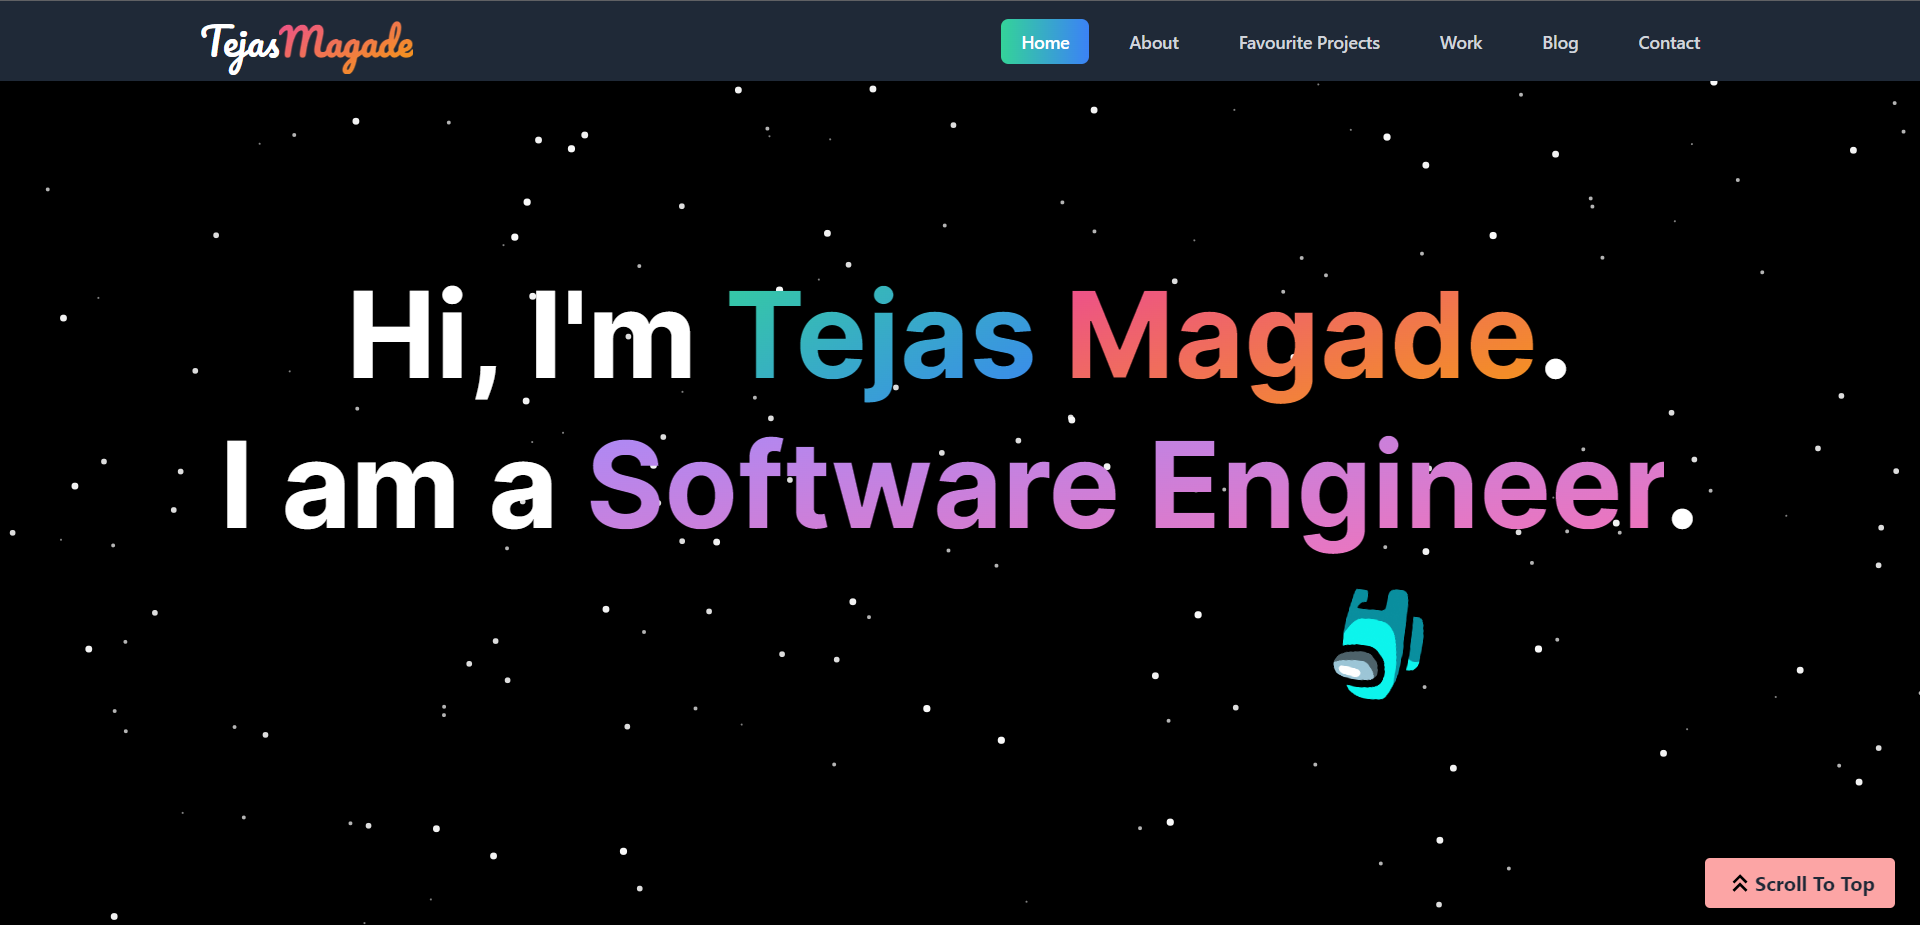 TejasMagade
Home About Favourite Projects Work Blog Contact
Hi, I'm Tejas Magade.
I am a Software Engineer.
Scroll To Top